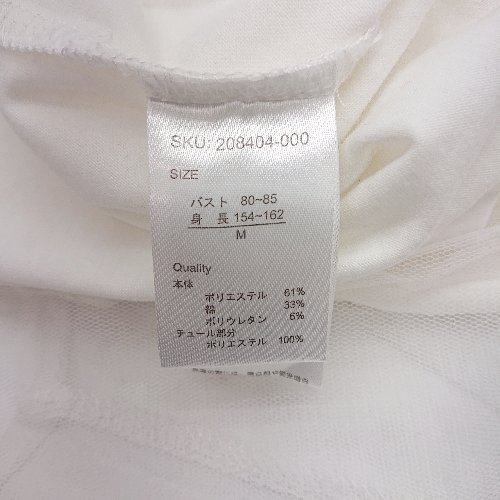 SKU: 208404-000
SIZE
バスト 80~85
身 長 154~162
M
Quality
本体
ポリエステル 61%
綿 33%
ポリウレタン 6%
チュール部分
ポリエステル 100%